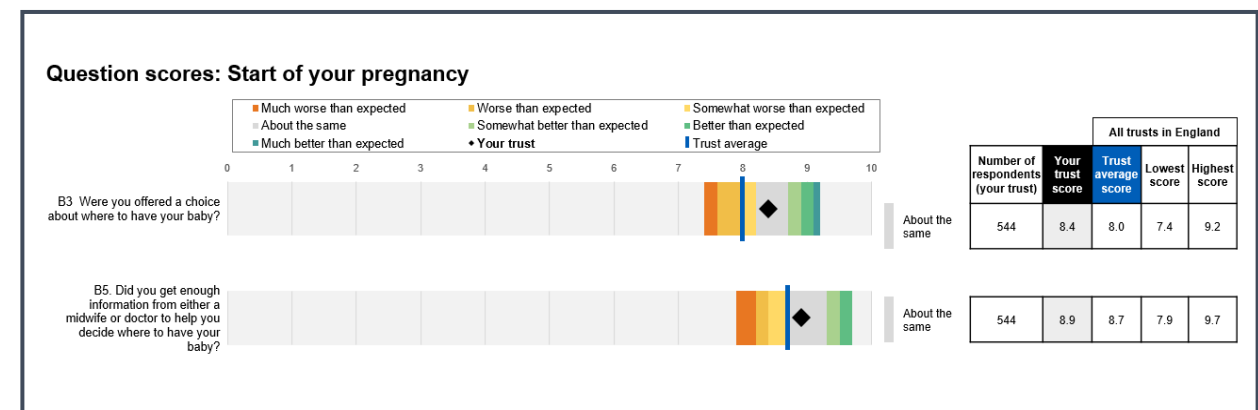 Question scores: Start of your pregnancy
Much worse than expected
Worse than expected
Somewhat worse than expected
About the same
Somewhat better than expected
Better than expected
Much better than expected
Your trust
Trust average
All trusts in England
0 1 2 3 4 5 6 7 8 9 10
Number of
respondents
(your trust)
Your
trust
score
Trust
average
score
Lowest
score
Highest
score
B3 Were you offered a choice
about where to have your baby?
About the
same
544 8.4 8.0 7.4 9.2
B5. Did you get enough
information from either a
midwife or doctor to help you
decide where to have your
baby?
About the
same
544 8.9 8.7 7.9 9.7